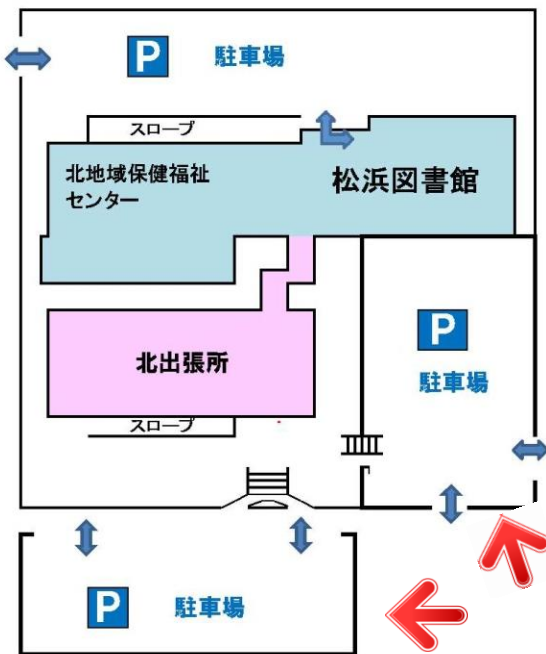 P 駐車場
スロープ
北地域保健福祉
センター
松浜図書館
P
駐車場
北出張所
スロープ
P 駐車場